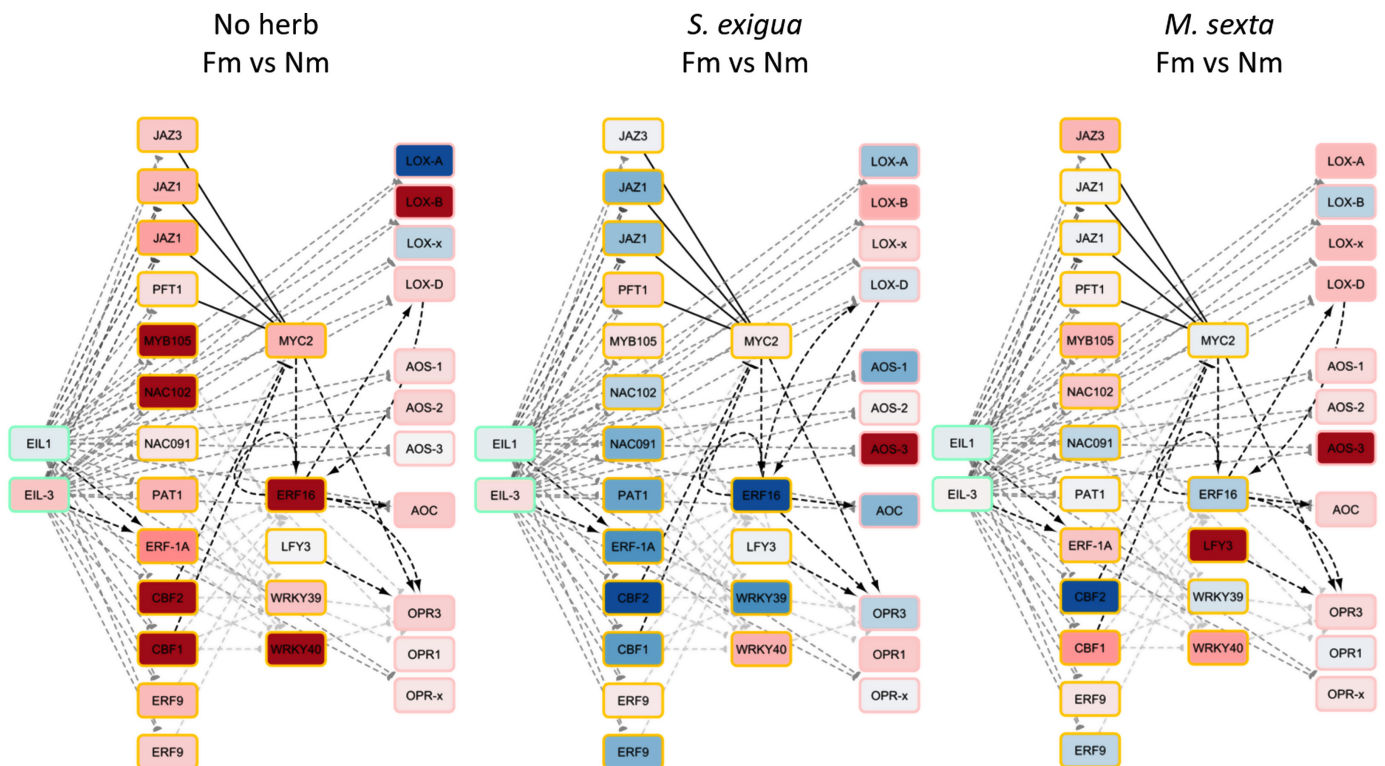 No herb
Fm vs Nm
JAZ3
LOX-A
JAZ1
LOX-B
JAZ1
LOX-x
PFT1
LOX-D
MYB105
MYC2
AOS-1
NAC102
AOS-2
EIL1
NAC091
AOS-3
EIL-3
PAT1
ERF16
AOC
ERF-1A
LFY3
CBF2
WRKY39
OPR3
CBF1
WRKY40
OPR1
ERF9
OPR-x
ERF9
S. exigua
Fm vs Nm
JAZ3
LOX-A
JAZ1
LOX-B
JAZ1
LOX-x
PFT1
LOX-D
MYB105
MYC2
AOS-1
NAC102
AOS-2
EIL1
NAC091
AOS-3
EIL-3
PAT1
ERF16
AOC
ERF-1A
LFY3
CBF2
WRKY39
OPR3
CBF1
WRKY40
OPR1
ERF9
OPR-x
ERF9
M. sexta
Fm vs Nm
JAZ3
LOX-A
JAZ1
LOX-B
JAZ1
LOX-x
PFT1
LOX-D
MYB105
MYC2
AOS-1
NAC102
AOS-2
EIL1
NAC091
AOS-3
EIL-3
PAT1
ERF16
AOC
ERF-1A
LFY3
CBF2
WRKY39
OPR3
CBF1
WRKY40
OPR1
ERF9
OPR-x
ERF9